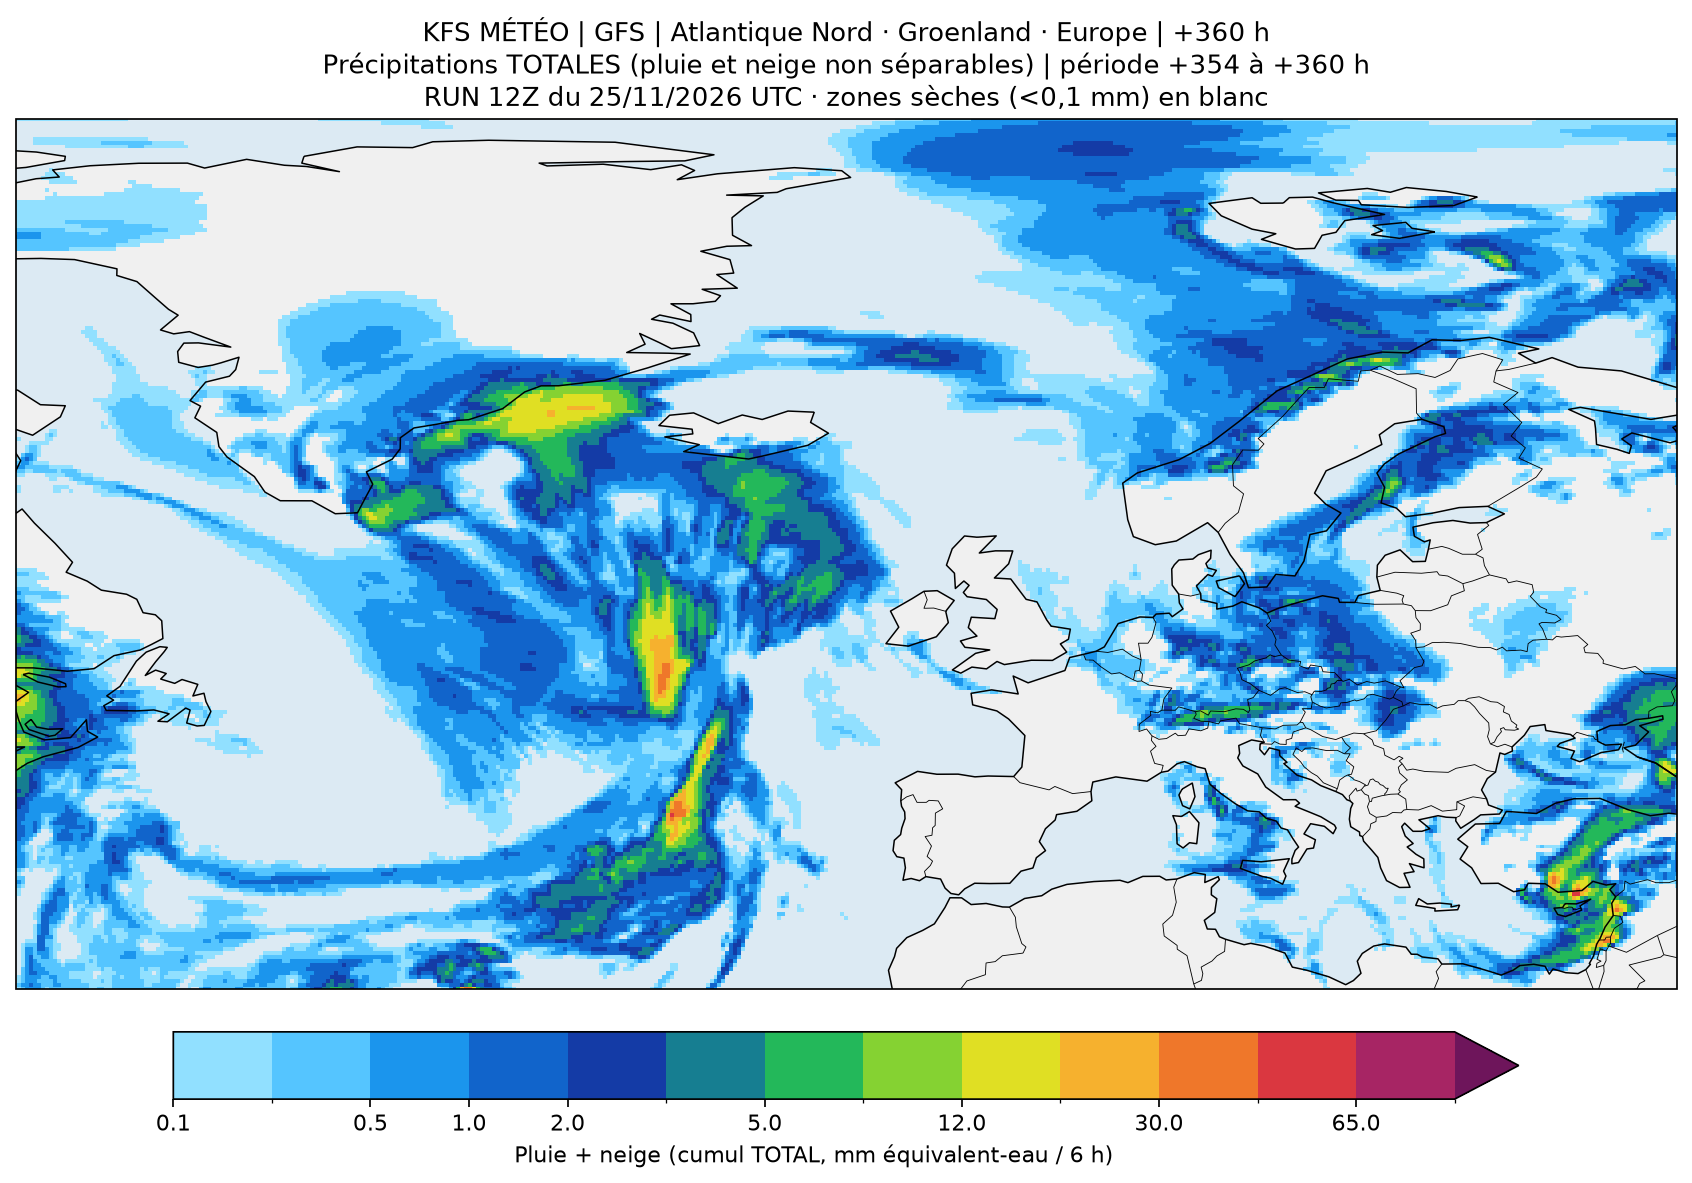 KFS MÉTÉO | GFS | Atlantique Nord · Groenland · Europe | +360 h
Précipitations TOTALES (pluie et neige non séparables) | période +354 à +360 h
RUN 12Z du 25/11/2026 UTC · zones sèches (<0,1 mm) en blanc
0.1 0.5 1.0 2.0 5.0 12.0 30.0 65.0
Pluie + neige (cumul TOTAL, mm équivalent-eau / 6 h)